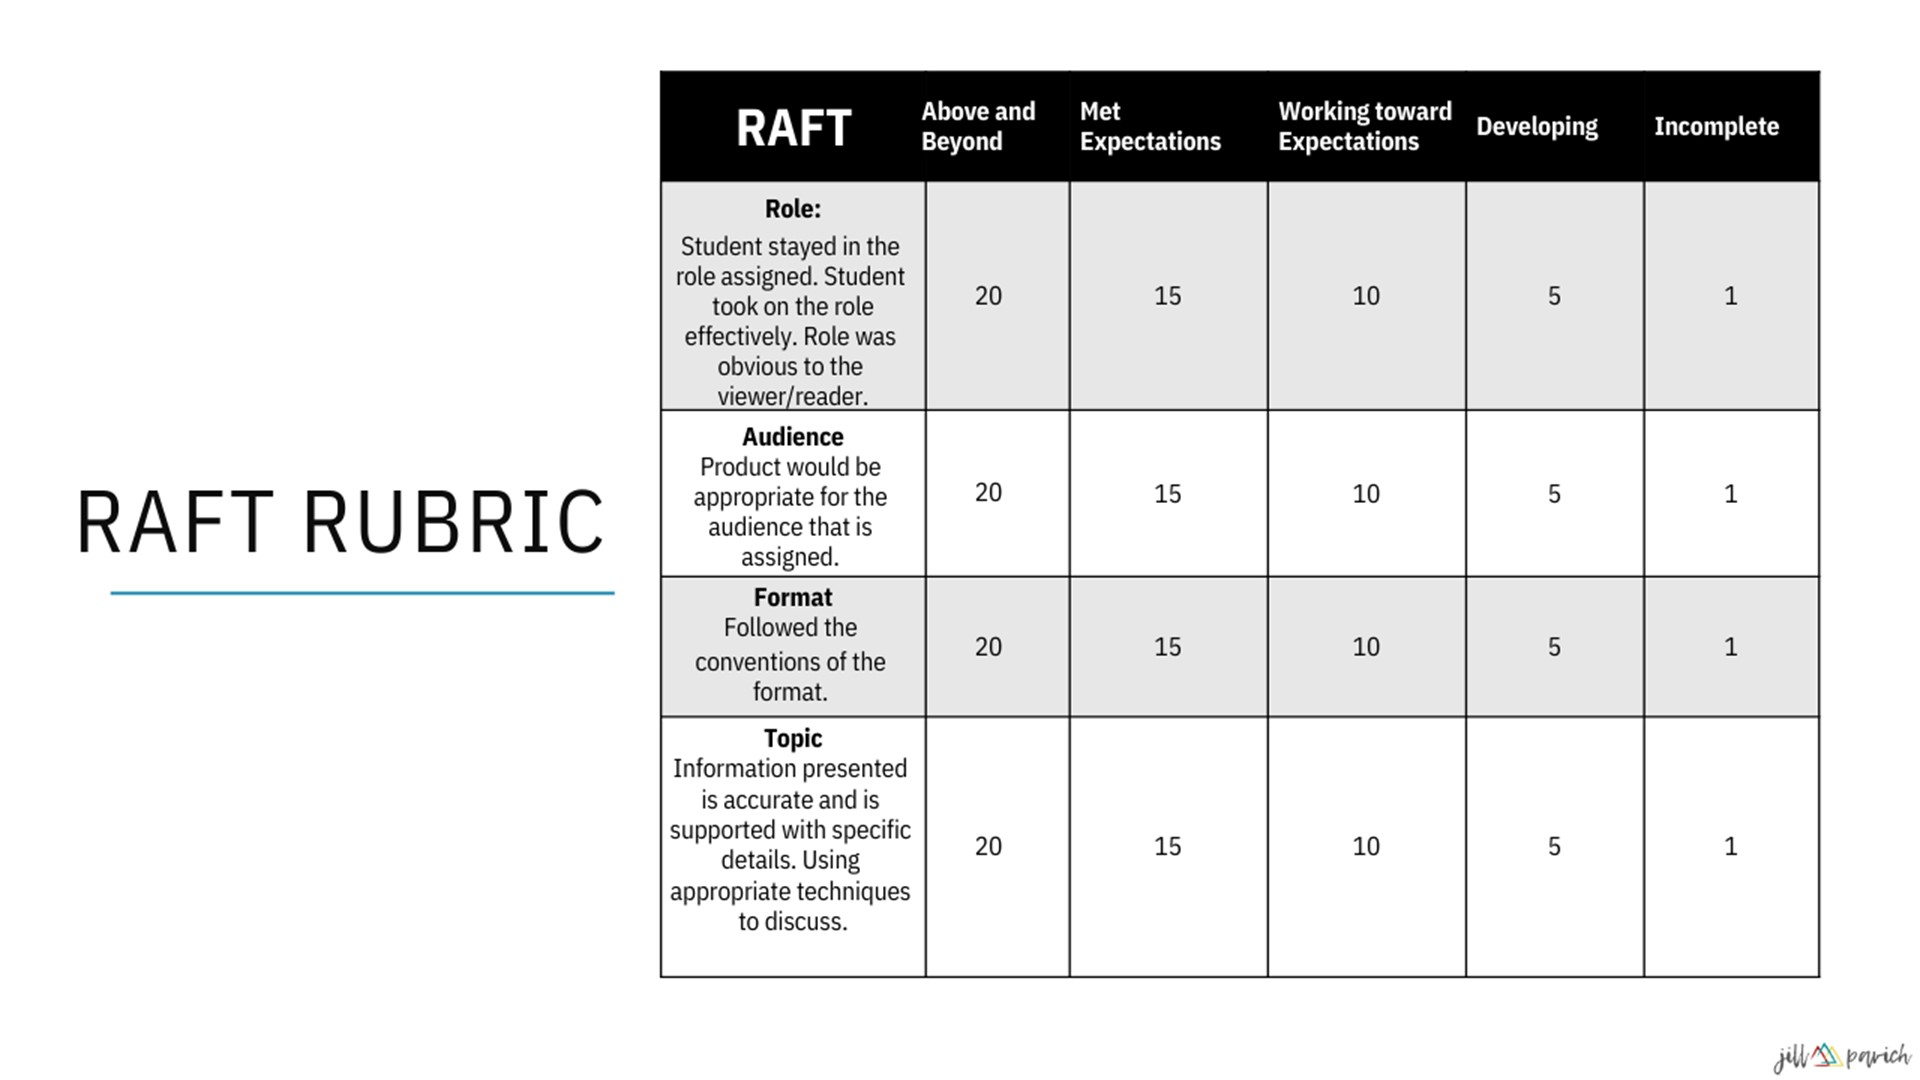 RAFT RUBRIC
RAFT
Above and
Beyond
Met
Expectations
Working toward
Expectations
Developing
Incomplete
Role:
Student stayed in the
role assigned. Student
took on the role
effectively. Role was
obvious to the
viewer/reader.
20
15
10
5
1
Audience
Product would be
appropriate for the
audience that is
assigned.
20
15
10
5
1
Format
Followed the
conventions of the
format.
20
15
10
5
1
Topic
Information presented
is accurate and is
supported with specific
details. Using
appropriate techniques
to discuss.
20
15
10
5
1
jill pavich